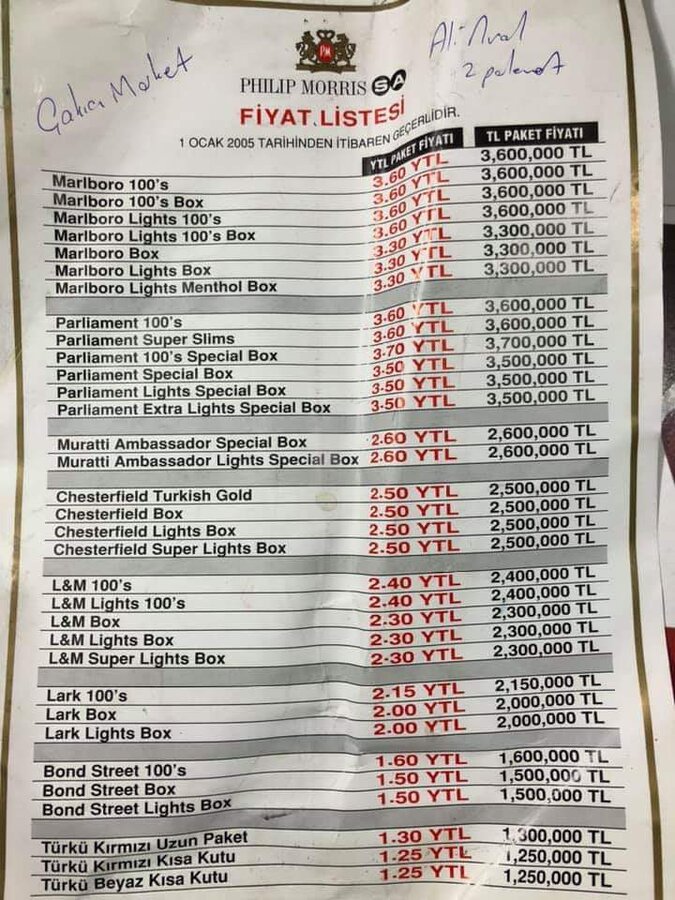 Market
Ali
2
PM
PHILIP MORRIS SA
FİYAT LİSTESİ
1 OCAK 2005 TARİHİNDEN İTİBAREN GEÇERLİDİR.
YTL PAKET FİYATI TL PAKET FİYATI
Marlboro 100's 3.60 YTL 3,600,000 TL
Marlboro 100's Box 3.60 YTL 3,600,000 TL
Marlboro Lights 100's 3.60 YTL 3,600,000 TL
Marlboro Lights 100's Box 3.60 YTL 3,600,000 TL
Marlboro Box 3.30 YTL 3,300,000 TL
Marlboro Lights Box 3.30 YTL 3,300,000 TL
Marlboro Lights Menthol Box 3.30 YTL 3,300,000 TL
Parliament 100's 3.60 YTL 3,600,000 TL
Parliament Super Slims 3.60 YTL 3,600,000 TL
Parliament 100's Special Box 3.70 YTL 3,700,000 TL
Parliament Special Box 3.50 YTL 3,500,000 TL
Parliament Lights Special Box 3.50 YTL 3,500,000 TL
Parliament Extra Lights Special Box 3.50 YTL 3,500,000 TL
Muratti Ambassador Special Box 2.60 YTL 2,600,000 TL
Muratti Ambassador Lights Special Box 2.60 YTL 2,600,000 TL
Chesterfield Turkish Gold 2.50 YTL 2,500,000 TL
Chesterfield Box 2.50 YTL 2,500,000 TL
Chesterfield Lights Box 2.50 YTL 2,500,000 TL
Chesterfield Super Lights Box 2.50 YTL 2,500,000 TL
L&M 100's 2.40 YTL 2,400,000 TL
L&M Lights 100's 2.40 YTL 2,400,000 TL
L&M Box 2.30 YTL 2,300,000 TL
L&M Lights Box 2.30 YTL 2,300,000 TL
L&M Super Lights Box 2.30 YTL 2,300,000 TL
Lark 100's 2.15 YTL 2,150,000 TL
Lark Box 2.00 YTL 2,000,000 TL
Lark Lights Box 2.00 YTL 2,000,000 TL
Bond Street 100's 1.60 YTL 1,600,000 TL
Bond Street Box 1.50 YTL 1,500,000 TL
Bond Street Lights Box 1.50 YTL 1,500,000 TL
Türkü Kırmızı Uzun Paket 1.30 YTL 1,300,000 TL
Türkü Kırmızı Kısa Kutu 1.25 YTL 1,250,000 TL
Türkü Beyaz Kısa Kutu 1.25 YTL 1,250,000 TL